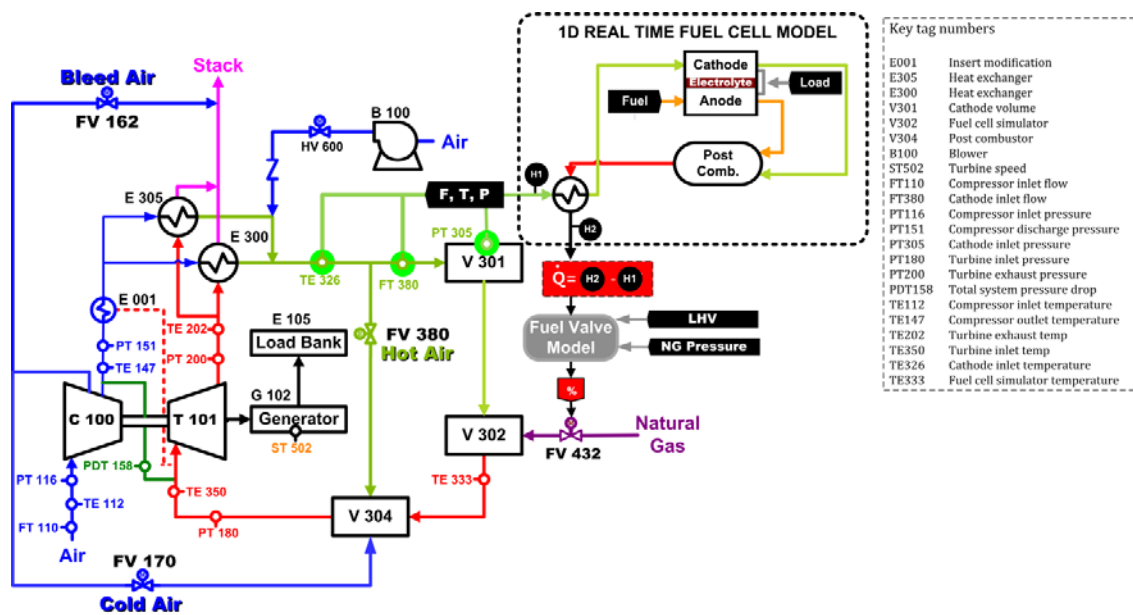 1D REAL TIME FUEL CELL MODEL
Cathode
Electrolyte
Anode
Load
Fuel
Post
Comb.
Stack
Bleed Air
FV 162
B 100
HV 600
Air
H1
H2
F, T, P
E 305
E 300
PT 305
V 301
TE 326
FT 380
Q = H2 - H1
E 001
TE 202
PT 200
E 105
Load Bank
FV 380
Hot Air
Fuel Valve
Model
LHV
NG Pressure
%
PT 151
TE 147
C 100
T 101
G 102
Generator
ST 502
V 302
Natural
Gas
FV 432
PDT 158
PT 116
TE 112
FT 110
Air
TE 350
PT 180
TE 333
V 304
FV 170
Cold Air
Key tag numbers
E001 Insert modification
E305 Heat exchanger
E300 Heat exchanger
V301 Cathode volume
V302 Fuel cell simulator
V304 Post combustor
B100 Blower
ST502 Turbine speed
FT110 Compressor inlet flow
FT380 Cathode inlet flow
PT116 Compressor inlet pressure
PT151 Compressor discharge pressure
PT305 Cathode inlet pressure
PT180 Turbine inlet pressure
PT200 Turbine exhaust pressure
PDT158 Total system pressure drop
TE112 Compressor inlet temperature
TE147 Compressor outlet temperature
TE202 Turbine exhaust temp
TE350 Turbine inlet temp
TE326 Cathode inlet temperature
TE333 Fuel cell simulator temperature